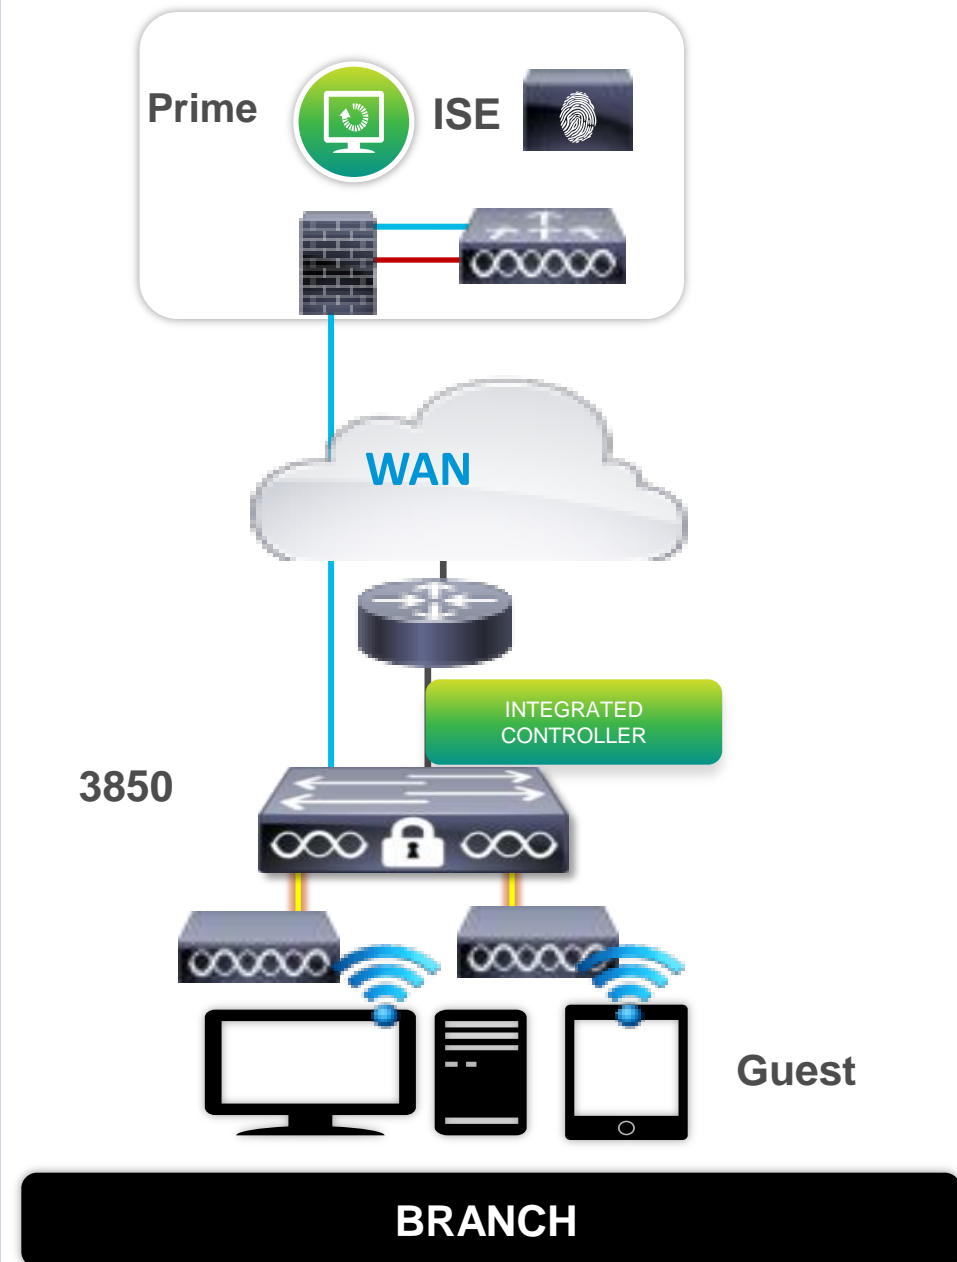 Prime
ISE
WAN
INTEGRATED
CONTROLLER
3850
Guest
BRANCH